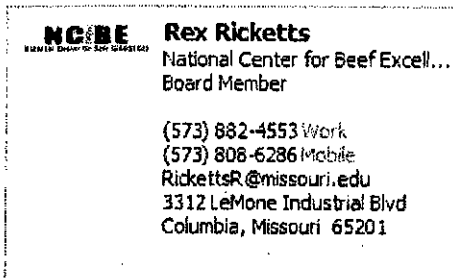 NCBE
Rex Ricketts
National Center for Beef Excell...
Board Member
(573) 882-4553 Work
(573) 808-6286 Mobile
RickettsR@missouri.edu
3312 LeMone Industrial Blvd
Columbia, Missouri 65201